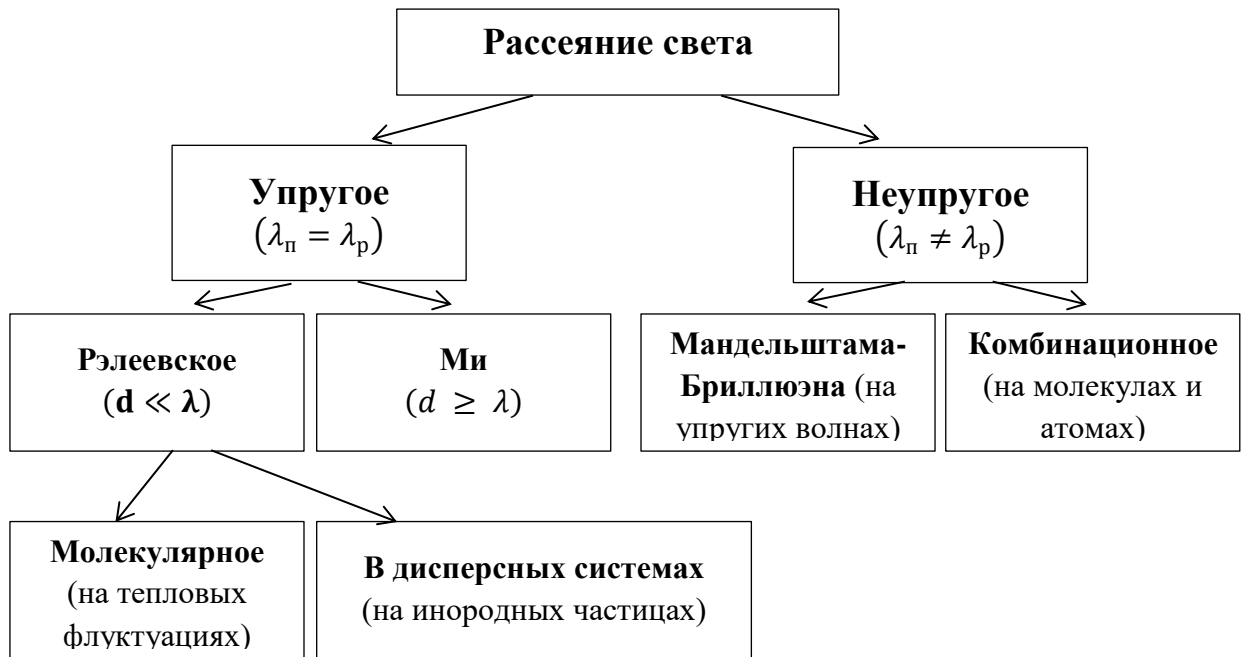 Рассеяние света
Упругое
(λп = λр)
Неупругое
(λп ≠ λр)
Рэлеевское
(d ≪ λ)
Ми
(d ≥ λ)
Мандельштама-
Бриллюэна (на
упругих волнах)
Комбинационное
(на молекулах и
атомах)
Молекулярное
(на тепловых
флуктуациях)
В дисперсных системах
(на инородных частицах)